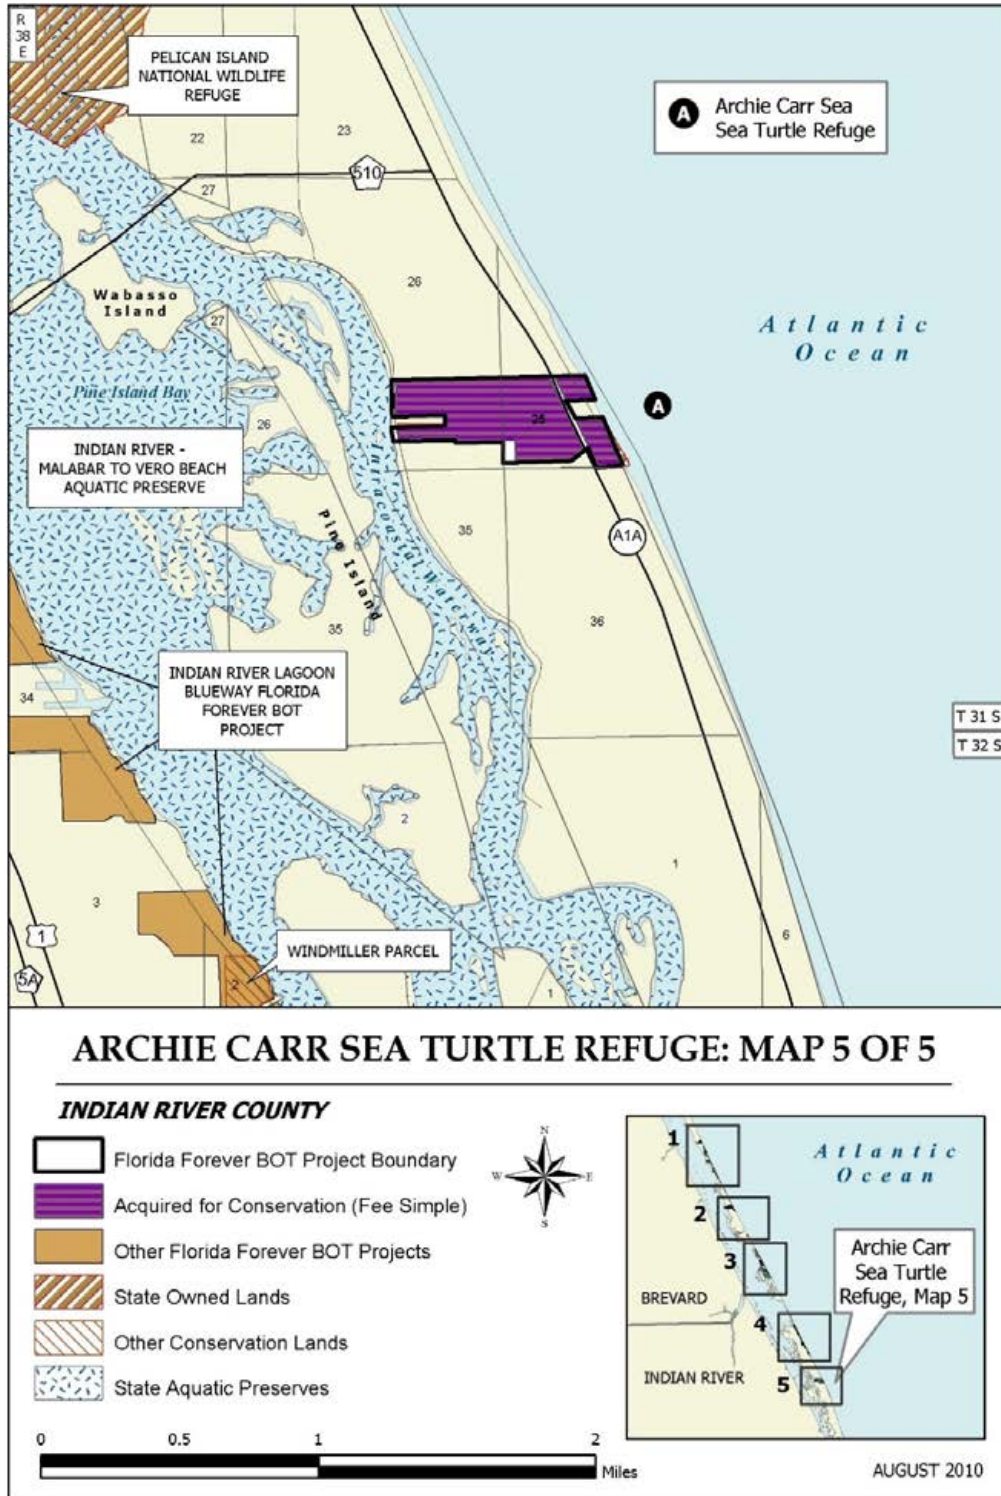 R
38
E
PELICAN ISLAND
NATIONAL WILDLIFE
REFUGE
A
Archie Carr Sea
Sea Turtle Refuge
22
23
510
27
26
Wabasso
Island
27
Atlantic
Ocean
Pine Island Bay
26
25
A
INDIAN RIVER -
MALABAR TO VERO BEACH
AQUATIC PRESERVE
Intracoastal Waterway
Pine Island
35
A1A
36
35
INDIAN RIVER LAGOON
BLUEWAY FLORIDA
FOREVER BOT
PROJECT
34
T 31 S
T 32 S
2
1
3
1
6
5A
WINDMILLER PARCEL
2
1
ARCHIE CARR SEA TURTLE REFUGE: MAP 5 OF 5
INDIAN RIVER COUNTY
Florida Forever BOT Project Boundary
Acquired for Conservation (Fee Simple)
Other Florida Forever BOT Projects
State Owned Lands
Other Conservation Lands
State Aquatic Preserves
N
W E
S
0 0.5 1 2
Miles
1
Atlantic
Ocean
2
3
Archie Carr
Sea Turtle
Refuge, Map 5
BREVARD
4
INDIAN RIVER
5
AUGUST 2010